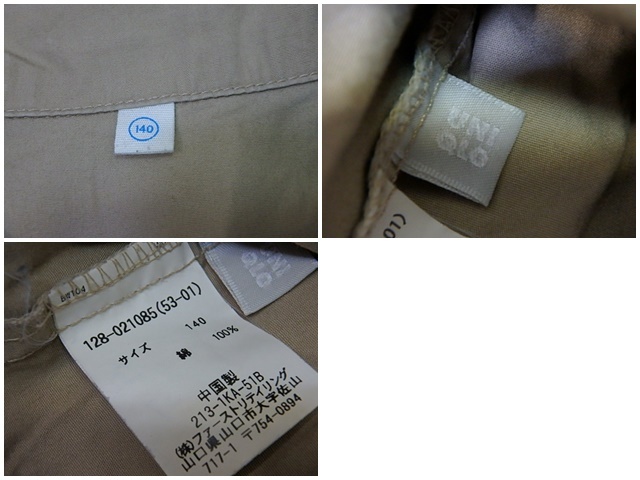 140
UNI
QLO
01)
128-021085(53-01)
サイズ 140
綿 100%
中国製
213-1KA-51B
(株)ファーストリテイリング
山口県山口市大字佐山
717-1 〒754-0894